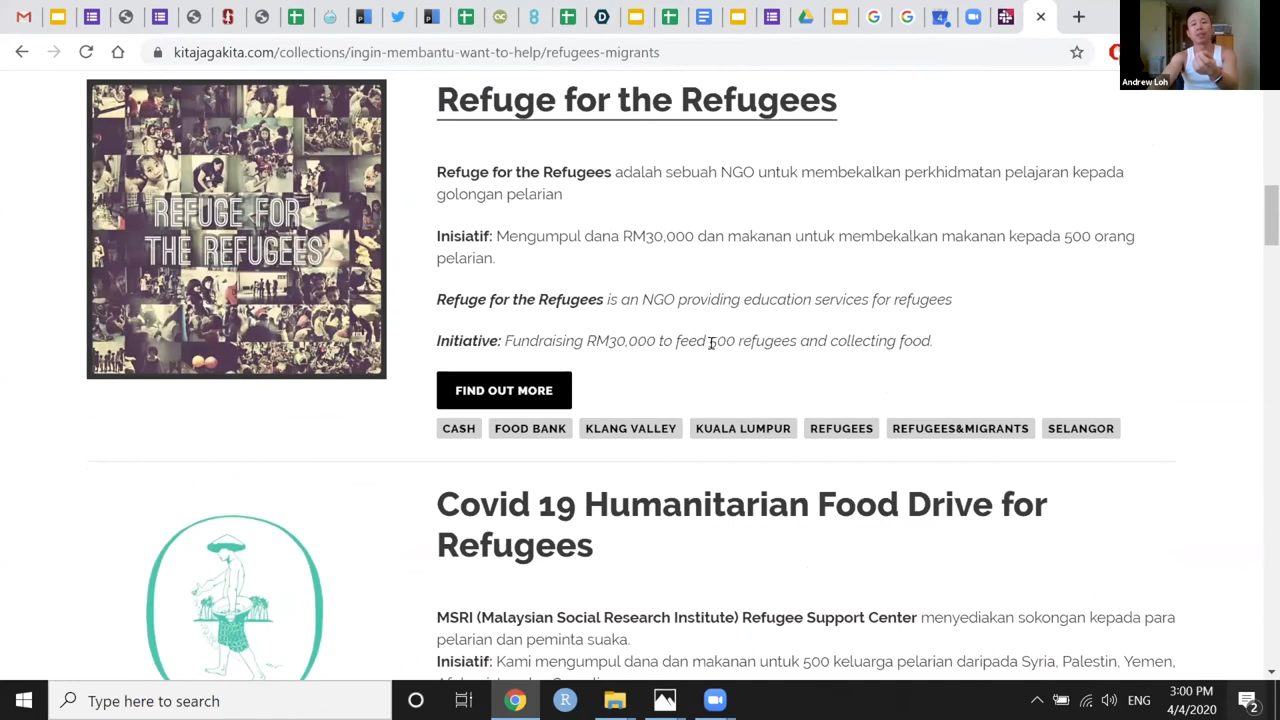 kitajagakita.com/collections/ingin-membantu-want-to-help/refugees-migrants
Andrew Loh
REFUGE FOR
THE REFUGEES
Refuge for the Refugees
Refuge for the Refugees adalah sebuah NGO untuk membekalkan perkhidmatan pelajaran kepada
golongan pelarian
Inisiatif: Mengumpul dana RM30,000 dan makanan untuk membekalkan makanan kepada 500 orang
pelarian.
Refuge for the Refugees is an NGO providing education services for refugees
Initiative: Fundraising RM30,000 to feed 500 refugees and collecting food.
FIND OUT MORE
CASH FOOD BANK KLANG VALLEY KUALA LUMPUR REFUGEES REFUGEES&MIGRANTS SELANGOR
Covid 19 Humanitarian Food Drive for
Refugees
MSRI (Malaysian Social Research Institute) Refugee Support Center menyediakan sokongan kepada para
pelarian dan peminta suaka.
Inisiatif: Kami mengumpul dana dan makanan untuk 500 keluarga pelarian daripada Syria, Palestin, Yemen,
Type here to search
ENG
3:00 PM
4/4/2020
2